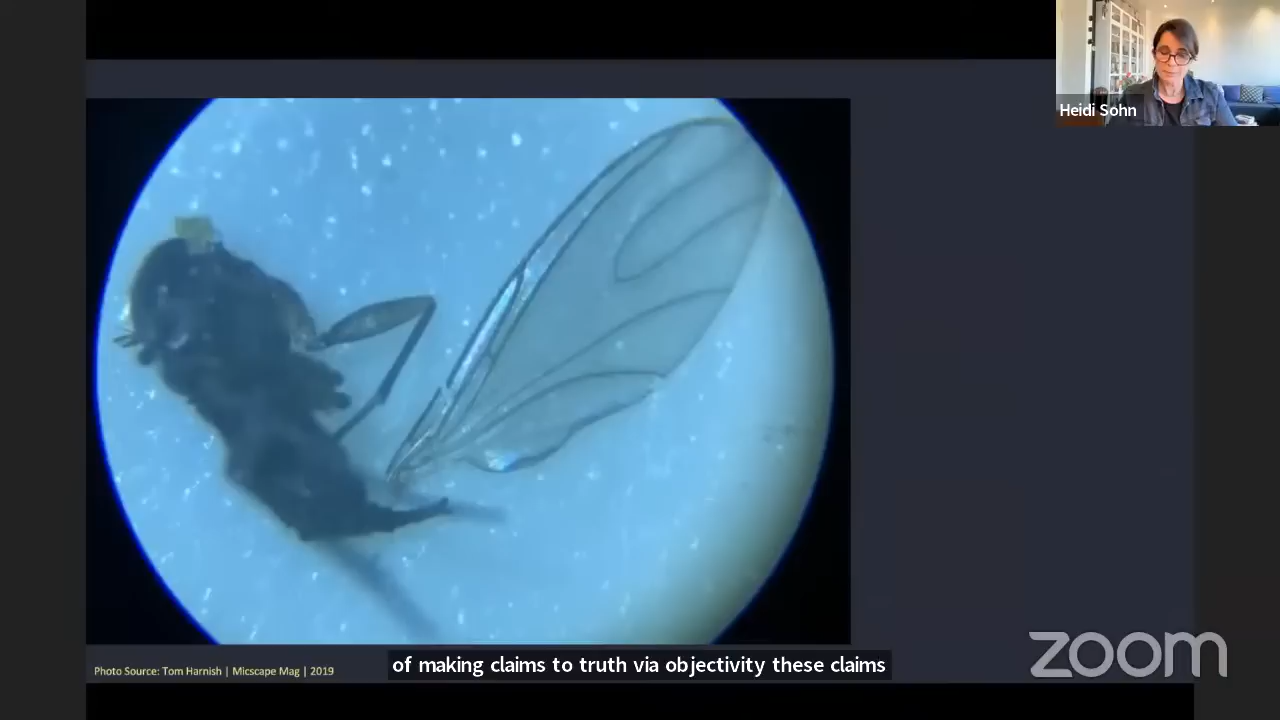 Heidi Sohn
Photo Source: Tom Harnish | Micscape Mag | 2019
of making claims to truth via objectivity these claims
zoom